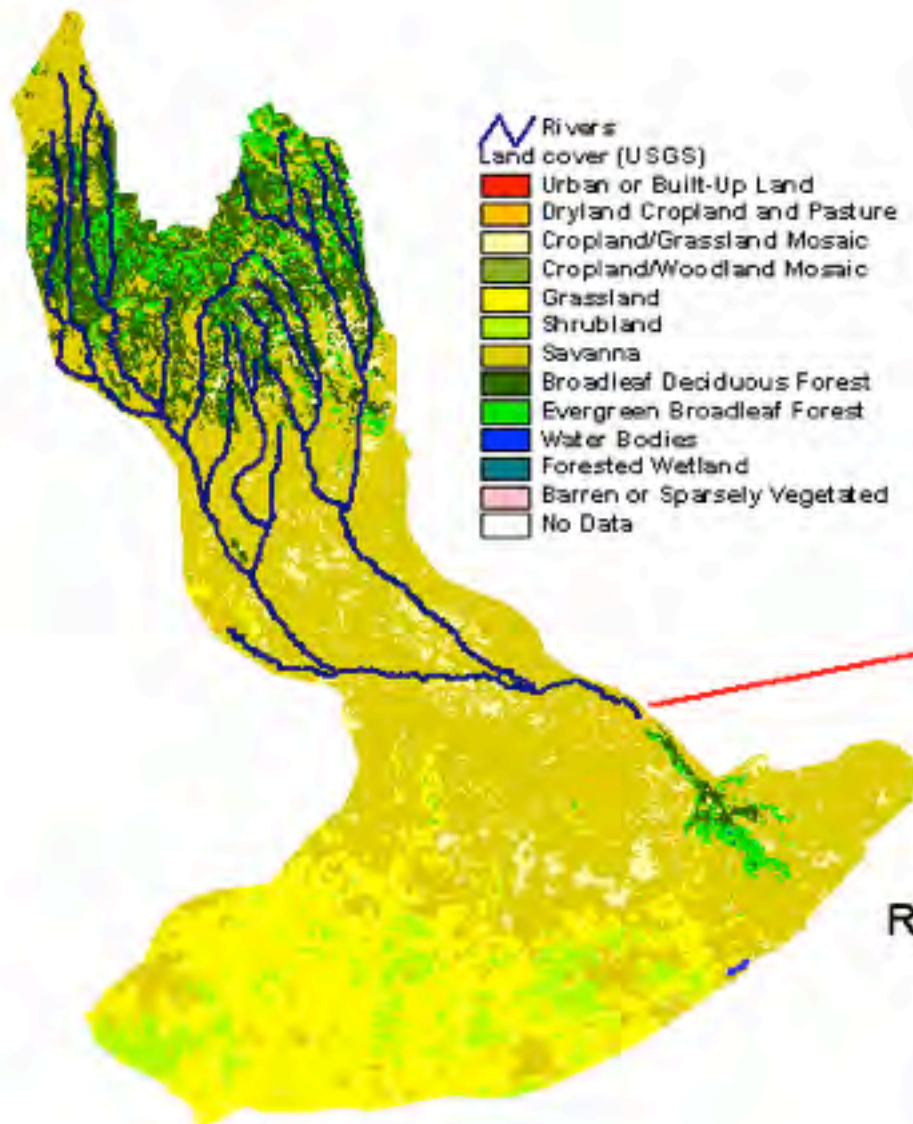 Rivers
Land cover (USGS)
Urban or Built-Up Land
Dryland Cropland and Pasture
Cropland/Grassland Mosaic
Cropland/Woodland Mosaic
Grassland
Shrubland
Savanna
Broadleaf Deciduous Forest
Evergreen Broadleaf Forest
Water Bodies
Forested Wetland
Barren or Sparsely Vegetated
No Data
R